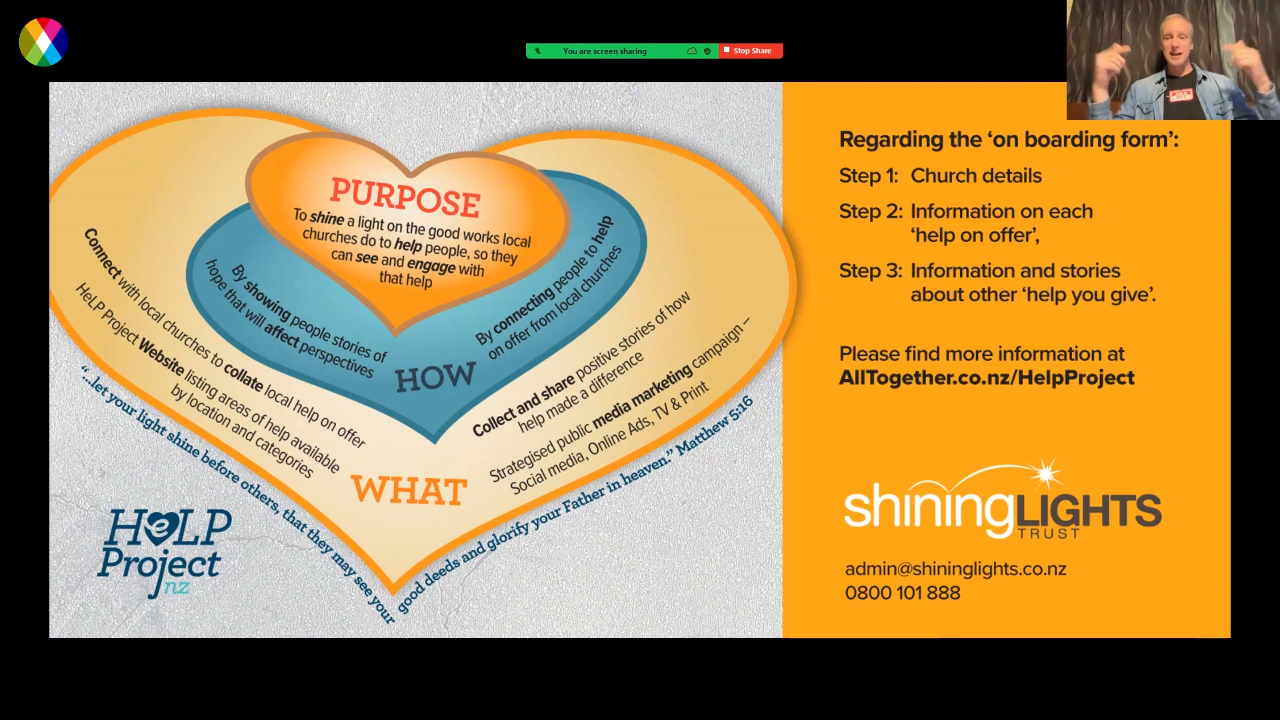 You are screen sharing
Stop Share
PURPOSE
To shine a light on the good works local
churches do to help people, so they
can see and engage with
that help
By showing people stories of
hope that will affect perspectives
HOW
By connecting people to help
on offer from local churches
Connect with local churches to collate local help on offer
HeLP Project Website listing areas of help available
by location and categories
WHAT
Collect and share positive stories of how
help made a difference
Strategised public media marketing campaign –
Social media, Online Ads, TV & Print
“...let your light shine before others, that they may see your
good deeds and glorify your Father in heaven.” Matthew 5:16
HeLP
Project
nz
Regarding the ‘on boarding form’:
Step 1: Church details
Step 2: Information on each
‘help on offer’,
Step 3: Information and stories
about other ‘help you give’.
Please find more information at
AllTogether.co.nz/HelpProject
shiningLIGHTS
TRUST
admin@shininglights.co.nz
0800 101 888